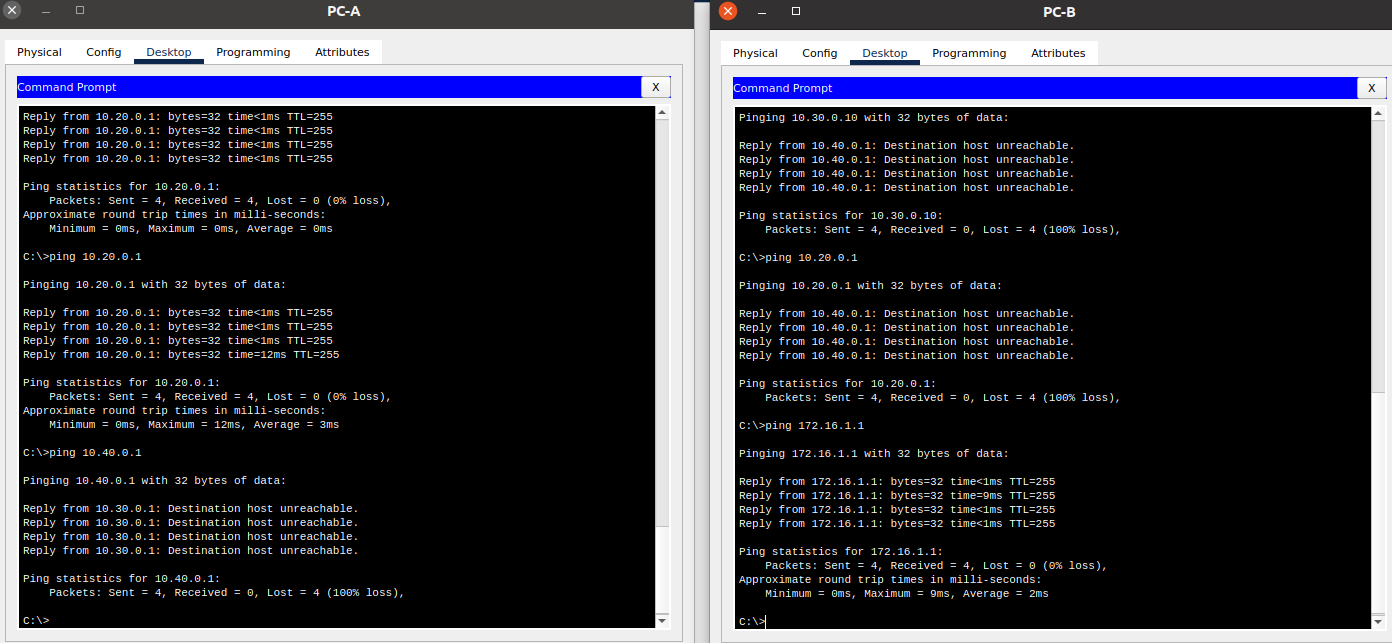 PC-A
Physical Config Desktop Programming Attributes
Command Prompt
X
Reply from 10.20.0.1: bytes=32 time<1ms TTL=255
Reply from 10.20.0.1: bytes=32 time<1ms TTL=255
Reply from 10.20.0.1: bytes=32 time<1ms TTL=255
Reply from 10.20.0.1: bytes=32 time<1ms TTL=255
Ping statistics for 10.20.0.1:
Packets: Sent = 4, Received = 4, Lost = 0 (0% loss),
Approximate round trip times in milli-seconds:
Minimum = 0ms, Maximum = 0ms, Average = 0ms
C:\>ping 10.20.0.1
Pinging 10.20.0.1 with 32 bytes of data:
Reply from 10.20.0.1: bytes=32 time<1ms TTL=255
Reply from 10.20.0.1: bytes=32 time<1ms TTL=255
Reply from 10.20.0.1: bytes=32 time<1ms TTL=255
Reply from 10.20.0.1: bytes=32 time=12ms TTL=255
Ping statistics for 10.20.0.1:
Packets: Sent = 4, Received = 4, Lost = 0 (0% loss),
Approximate round trip times in milli-seconds:
Minimum = 0ms, Maximum = 12ms, Average = 3ms
C:\>ping 10.40.0.1
Pinging 10.40.0.1 with 32 bytes of data:
Reply from 10.30.0.1: Destination host unreachable.
Reply from 10.30.0.1: Destination host unreachable.
Reply from 10.30.0.1: Destination host unreachable.
Reply from 10.30.0.1: Destination host unreachable.
Ping statistics for 10.40.0.1:
Packets: Sent = 4, Received = 0, Lost = 4 (100% loss),
C:\>
PC-B
Physical Config Desktop Programming Attributes
Command Prompt
X
Pinging 10.30.0.10 with 32 bytes of data:
Reply from 10.40.0.1: Destination host unreachable.
Reply from 10.40.0.1: Destination host unreachable.
Reply from 10.40.0.1: Destination host unreachable.
Reply from 10.40.0.1: Destination host unreachable.
Ping statistics for 10.30.0.10:
Packets: Sent = 4, Received = 0, Lost = 4 (100% loss),
C:\>ping 10.20.0.1
Pinging 10.20.0.1 with 32 bytes of data:
Reply from 10.40.0.1: Destination host unreachable.
Reply from 10.40.0.1: Destination host unreachable.
Reply from 10.40.0.1: Destination host unreachable.
Reply from 10.40.0.1: Destination host unreachable.
Ping statistics for 10.20.0.1:
Packets: Sent = 4, Received = 0, Lost = 4 (100% loss),
C:\>ping 172.16.1.1
Pinging 172.16.1.1 with 32 bytes of data:
Reply from 172.16.1.1: bytes=32 time<1ms TTL=255
Reply from 172.16.1.1: bytes=32 time=9ms TTL=255
Reply from 172.16.1.1: bytes=32 time<1ms TTL=255
Reply from 172.16.1.1: bytes=32 time<1ms TTL=255
Ping statistics for 172.16.1.1:
Packets: Sent = 4, Received = 4, Lost = 0 (0% loss),
Approximate round trip times in milli-seconds:
Minimum = 0ms, Maximum = 9ms, Average = 2ms
C:\>